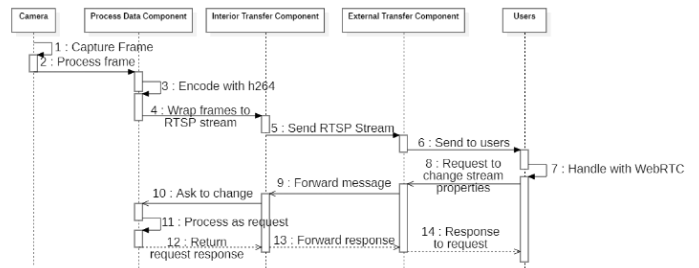 Camera
Process Data Component
Interior Transfer Component
External Transfer Component
Users
1 : Capture Frame
2 : Process frame
3 : Encode with h264
4 : Wrap frames to
RTSP stream
5 : Send RTSP Stream
6 : Send to users
7 : Handle with WebRTC
8 : Request to
change stream
properties
9 : Forward message
10 : Ask to change
11 : Process as request
12 : Return
request response
13 : Forward response
14 : Response
to request